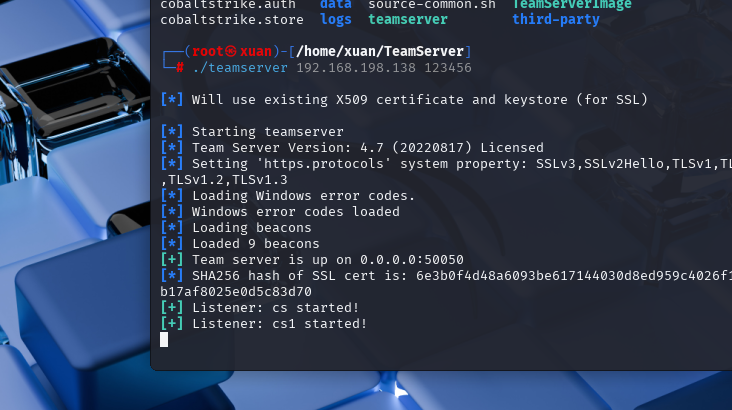 cobaltstrike.auth data source-common.sh TeamServerImage
cobaltstrike.store logs teamserver third-party
┌──(root㉿xuan)-[/home/xuan/TeamServer]
└─# ./teamserver 192.168.198.138 123456
[*] Will use existing X509 certificate and keystore (for SSL)
[*] Starting teamserver
[*] Team Server Version: 4.7 (20220817) Licensed
[*] Setting 'https.protocols' system property: SSLv3,SSLv2Hello,TLSv1,TL
,TLSv1.2,TLSv1.3
[*] Loading Windows error codes.
[*] Windows error codes loaded
[*] Loading beacons
[*] Loaded 9 beacons
[+] Team server is up on 0.0.0.0:50050
[*] SHA256 hash of SSL cert is: 6e3b0f4d48a6093be617144030d8ed959c4026f1
b17af8025e0d5c83d70
[+] Listener: cs started!
[+] Listener: cs1 started!